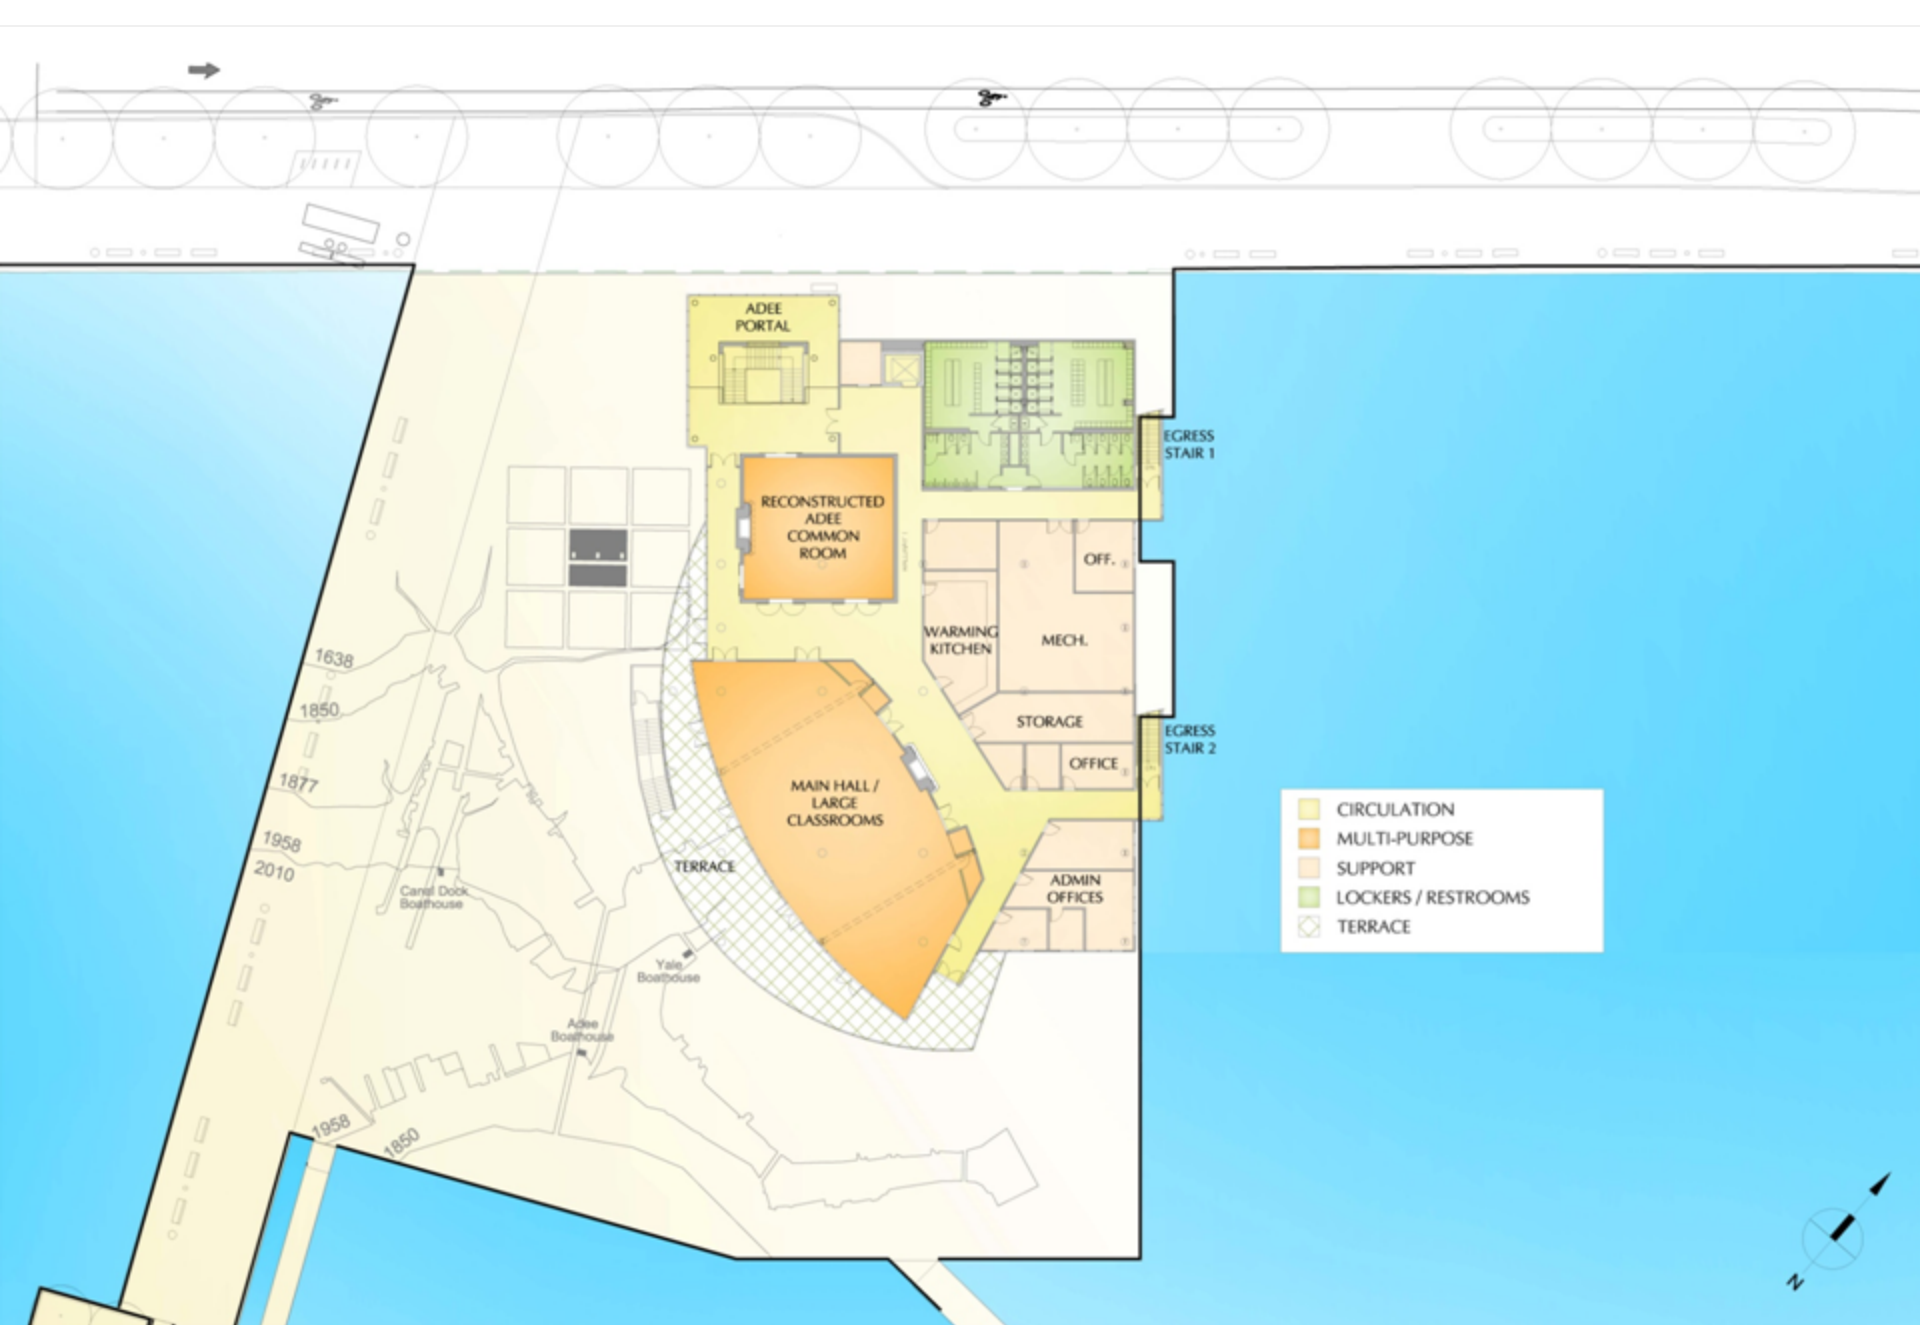 ADEE
PORTAL
EGRESS
STAIR 1
RECONSTRUCTED
ADEE
COMMON
ROOM
OFF.
WARMING
KITCHEN
MECH.
1638
1850
STORAGE
EGRESS
STAIR 2
OFFICE
1877
MAIN HALL /
LARGE
CLASSROOMS
CIRCULATION
MULTI-PURPOSE
SUPPORT
LOCKERS / RESTROOMS
TERRACE
1958
2010
TERRACE
Canal Dock
Boathouse
ADMIN
OFFICES
Yale
Boathouse
Adee
Boathouse
1958
1850
N